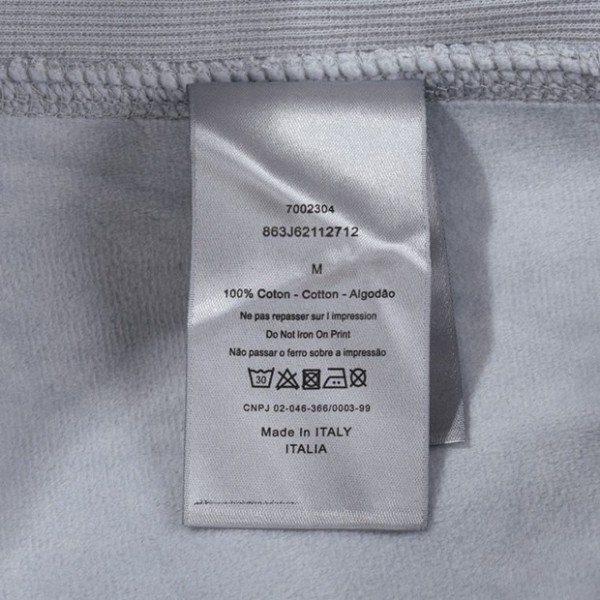 7002304
863J62112712
M
100% Coton - Cotton - Algodão
Ne pas repasser sur l impression
Do Not Iron On Print
Não passar o ferro sobre a impressão
30
CNPJ 02-046-366/0003-99
Made In ITALY
ITALIA